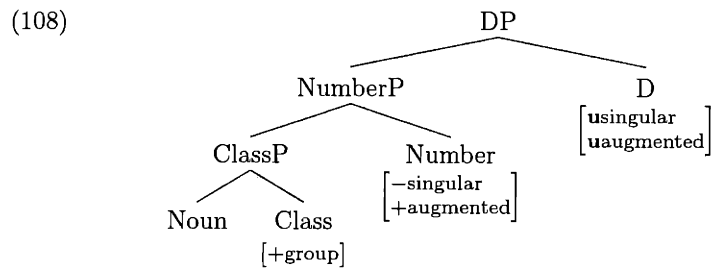 (108)
DP
NumberP D
[usingular
uaugmented]
ClassP Number
[−singular
+augmented]
Noun Class
[+group]